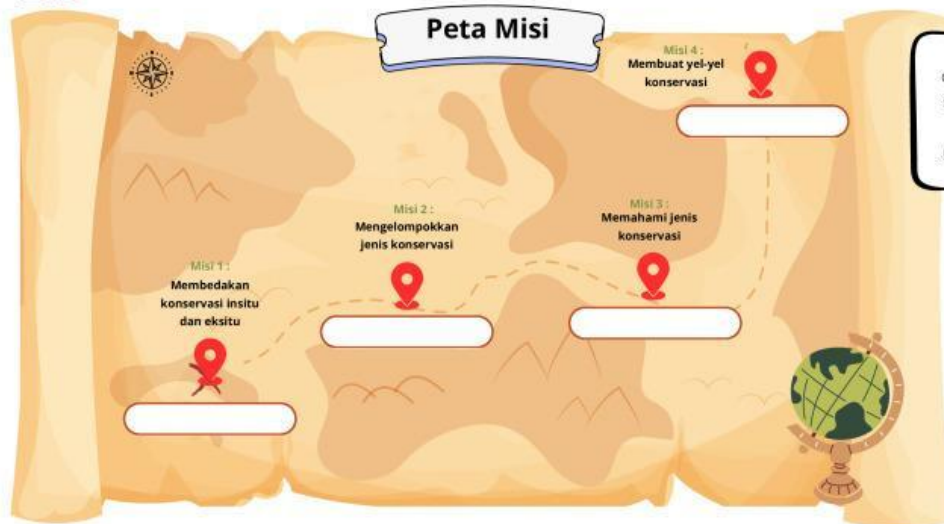 Peta Misi
Misi 4 :
Membuat yel-yel
konservasi
Misi 2 :
Mengelompokkan
jenis konservasi
Misi 3 :
Memahami jenis
konservasi
Misi 1 :
Membedakan
konservasi insitu
dan eksitu